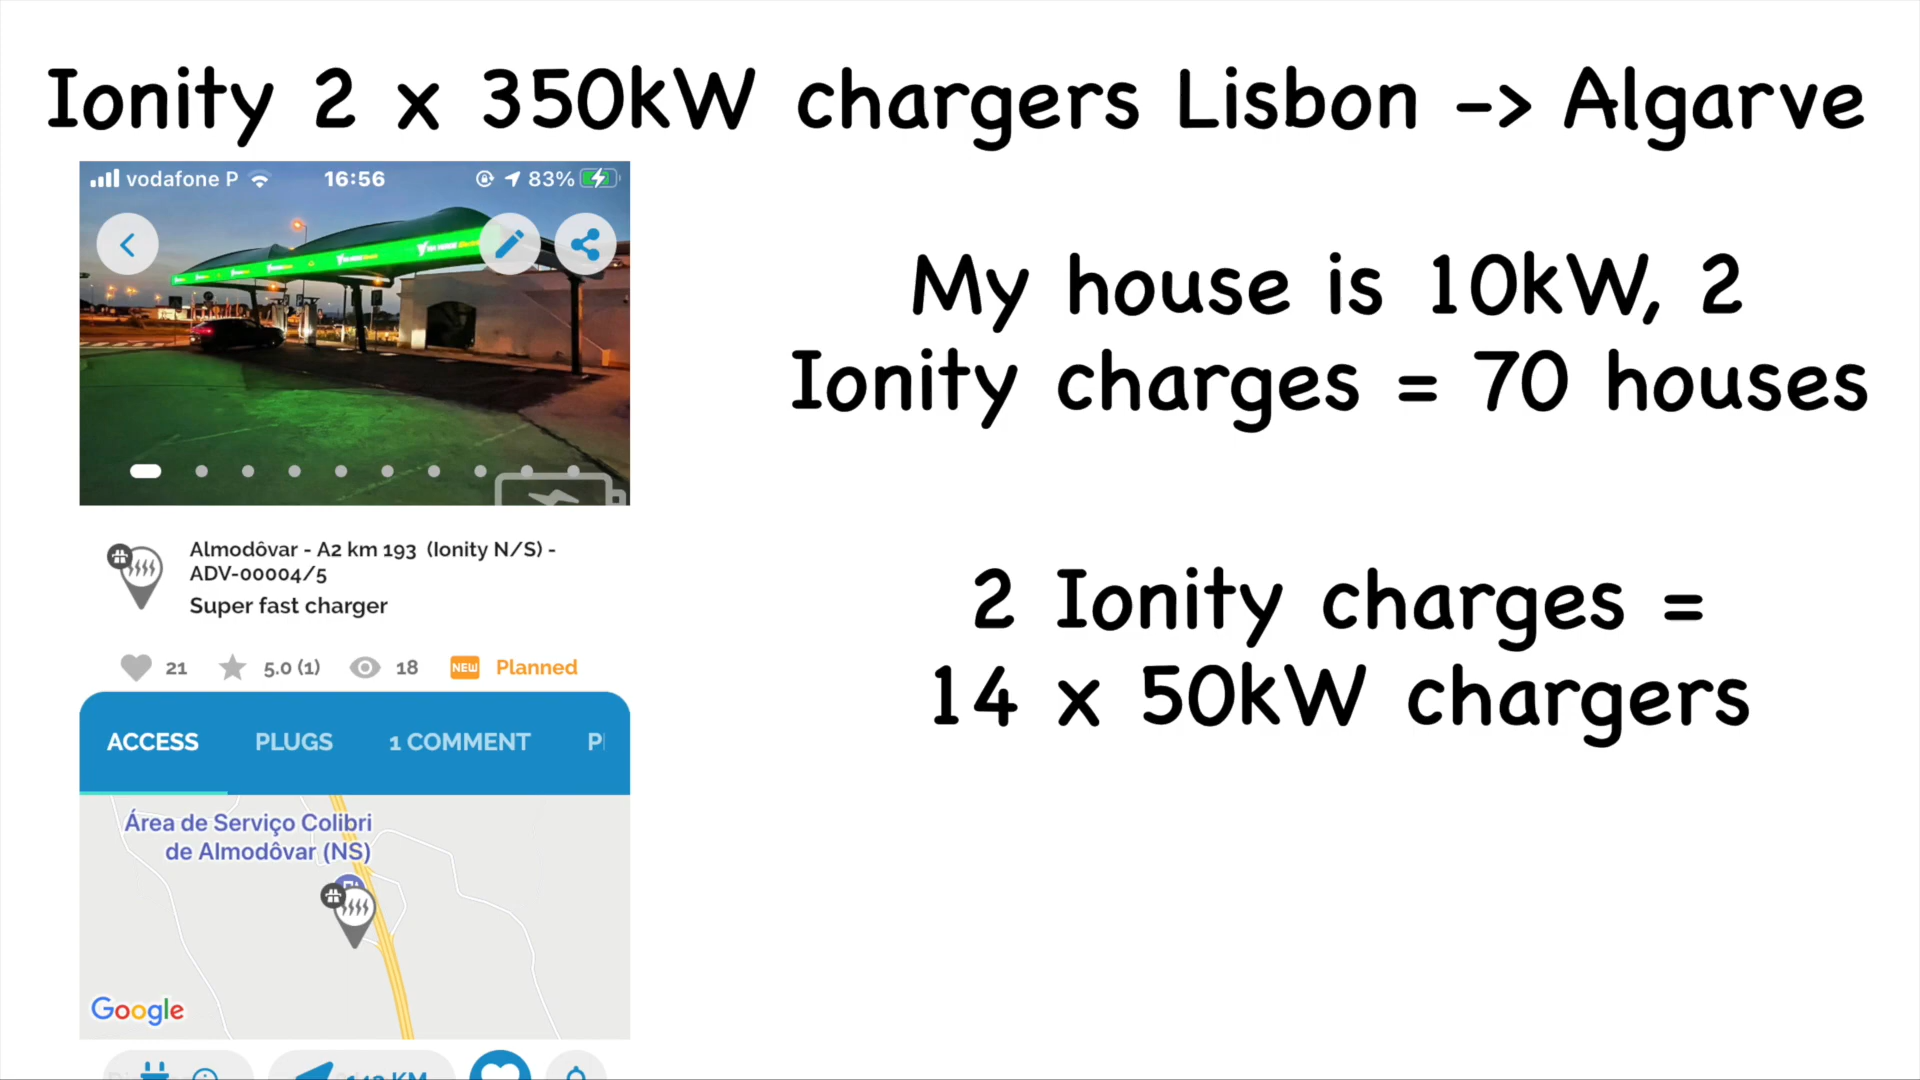 Ionity 2 x 350kW chargers Lisbon -> Algarve
vodafone P 16:56 83%
My house is 10kW, 2
Ionity charges = 70 houses
Almodôvar - A2 km 193 (Ionity N/S) -
ADV-00004/5
Super fast charger
21 5.0 (1) 18 NEW Planned
2 Ionity charges =
14 x 50kW chargers
ACCESS PLUGS 1 COMMENT
Área de Serviço Colibri
de Almodôvar (NS)
Google